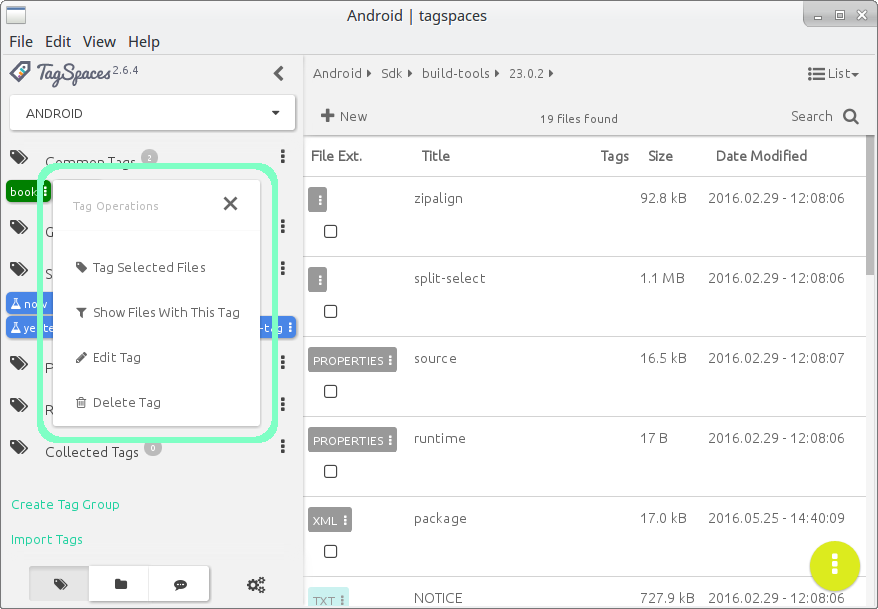 Android | tagspaces
File Edit View Help
TagSpaces 2.6.4
ANDROID
Common Tags 2
book
Tag Operations
Tag Selected Files
Show Files With This Tag
Edit Tag
Delete Tag
now
-tag
Collected Tags 0
Create Tag Group
Import Tags
Android Sdk build-tools 23.0.2
List
New
19 files found
Search
File Ext. Title Tags Size Date Modified
zipalign 92.8 kB 2016.02.29 - 12:08:06
split-select 1.1 MB 2016.02.29 - 12:08:06
PROPERTIES source 16.5 kB 2016.02.29 - 12:08:07
PROPERTIES runtime 17 B 2016.02.29 - 12:08:06
XML package 17.0 kB 2016.05.25 - 14:40:09
TXT NOTICE 727.9 kB 2016.02.29 - 12:08:06